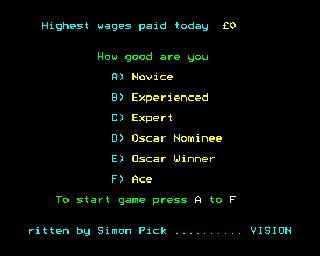 Highest wages paid today £0
How good are you
A) Novice
B) Experienced
C) Expert
D) Oscar Nominee
E) Oscar Winner
F) Ace
To start game press A to F
ritten by Simon Pick .......... VISION